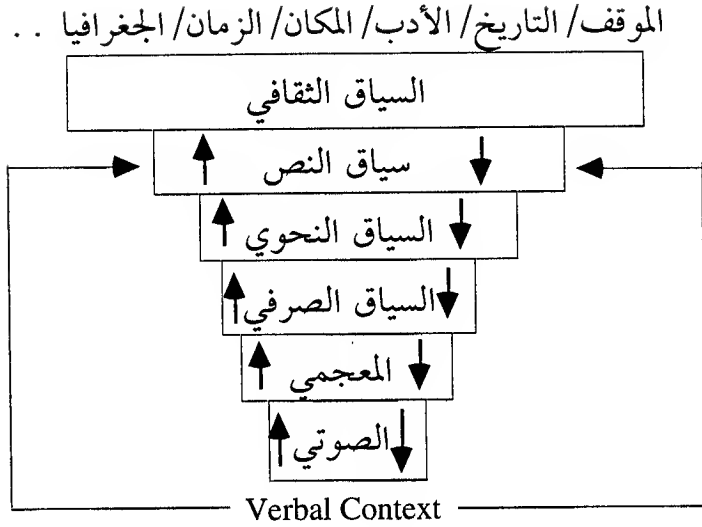 الموقف/ التاريخ/ الأدب/ المكان/ الزمان/ الجغرافيا . .
السياق الثقافي
سياق النص
السياق النحوي
السياق الصرفي
المعجمي
الصوتي
Verbal Context